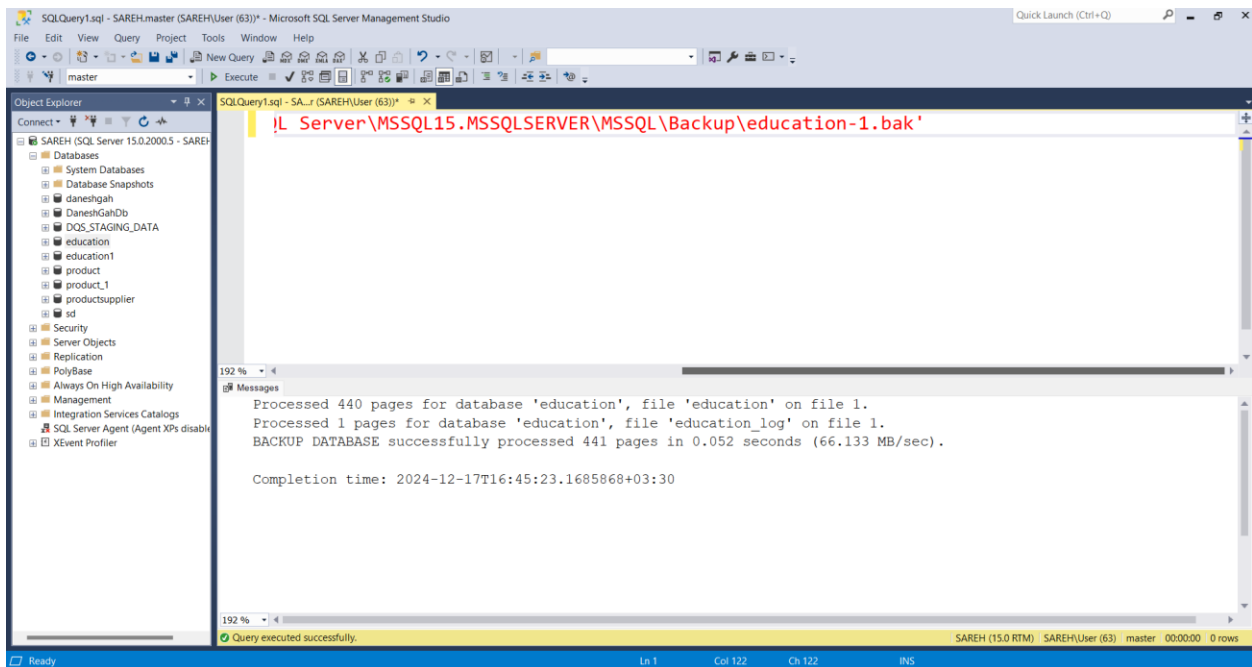 SQLQuery1.sql - SAREH.master (SAREH\User (63))* - Microsoft SQL Server Management Studio
Quick Launch (Ctrl+Q)
File Edit View Query Project Tools Window Help
New Query
master
Execute
Object Explorer
Connect
SAREH (SQL Server 15.0.2000.5 - SAREH
Databases
System Databases
Database Snapshots
daneshgah
DaneshGahDb
DQS_STAGING_DATA
education
education1
product
product_1
productsupplier
sd
Security
Server Objects
Replication
PolyBase
Always On High Availability
Management
Integration Services Catalogs
SQL Server Agent (Agent XPs disable
XEvent Profiler
SQLQuery1.sql - SA...r (SAREH\User (63))*
QL Server\MSSQL15.MSSQLSERVER\MSSQL\Backup\education-1.bak'
192 %
Messages
Processed 440 pages for database 'education', file 'education' on file 1.
Processed 1 pages for database 'education', file 'education_log' on file 1.
BACKUP DATABASE successfully processed 441 pages in 0.052 seconds (66.133 MB/sec).
Completion time: 2024-12-17T16:45:23.1685868+03:30
192 %
Query executed successfully.
SAREH (15.0 RTM) SAREH\User (63) master 00:00:00 0 rows
Ready Ln 1 Col 122 Ch 122 INS